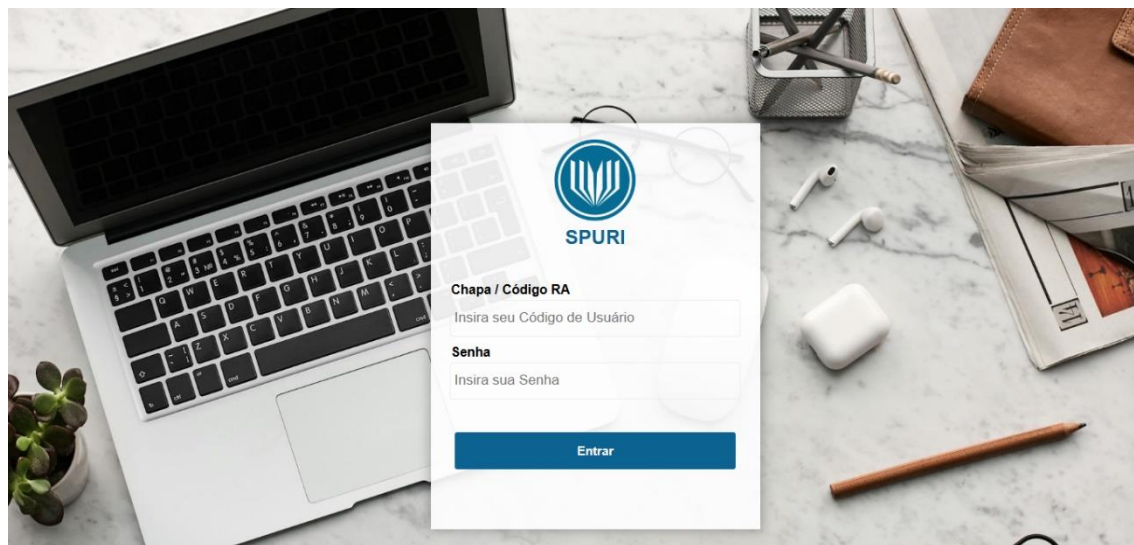 SPURI
Chapa / Código RA
Insira seu Código de Usuário
Senha
Insira sua Senha
Entrar